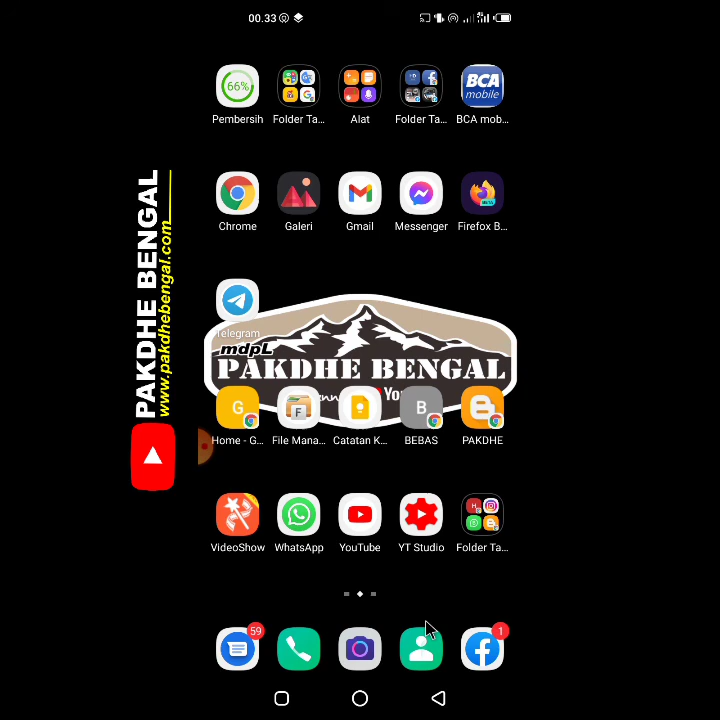 00.33
66%
BCA
mobile
Pembersih
Folder Ta...
Alat
Folder Ta...
BCA mob...
BETA
Chrome
Galeri
Gmail
Messenger
Firefox B...
PAKDHE BENGAL
www.pakdhebengal.com
Telegram
mdpL
PAKDHE BENGAL
G
F
B
Home - G...
File Mana...
Catatan K...
BEBAS
PAKDHE
VideoShow
WhatsApp
YouTube
YT Studio
Folder Ta...
59
1